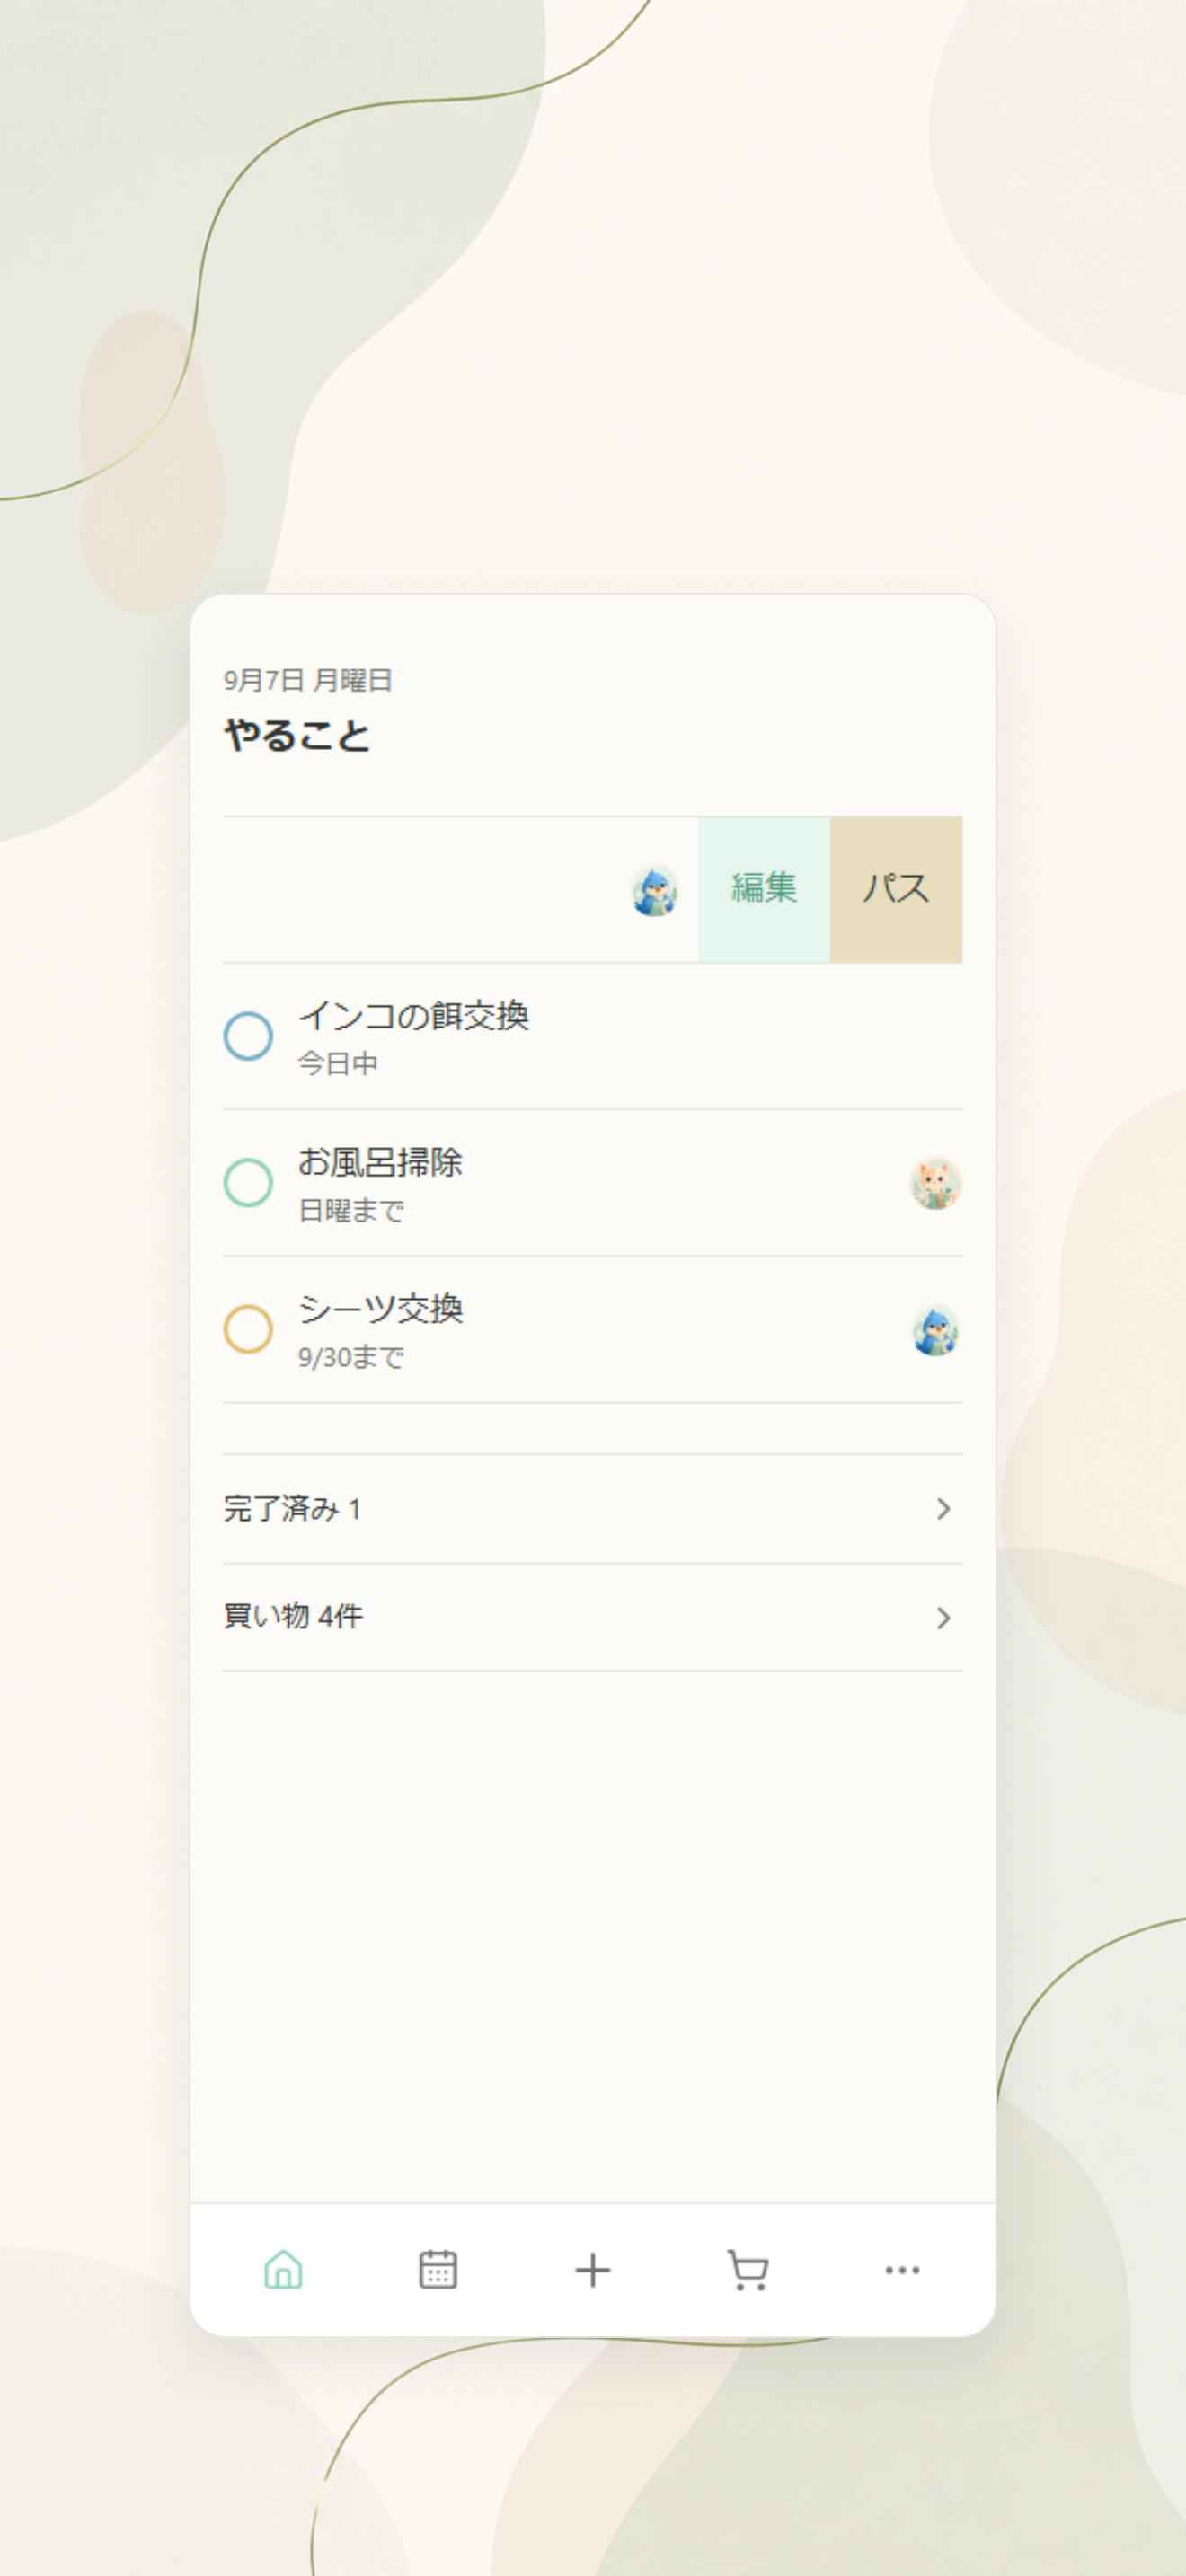 9月7日 月曜日
やること
編集 パス
インコの餌交換
今日中
お風呂掃除
日曜まで
シーツ交換
9/30まで
完了済み 1
買い物 4件